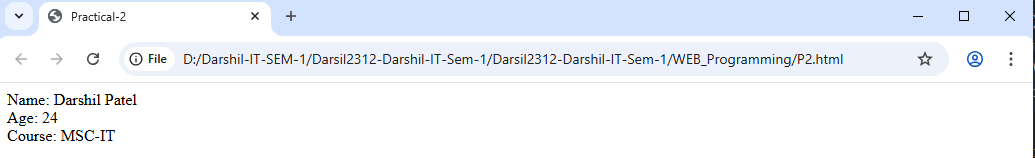 Practical-2
File
D:/Darshil-IT-SEM-1/Darsil2312-Darshil-IT-Sem-1/Darsil2312-Darshil-IT-Sem-1/WEB_Programming/P2.html
Name: Darshil Patel
Age: 24
Course: MSC-IT